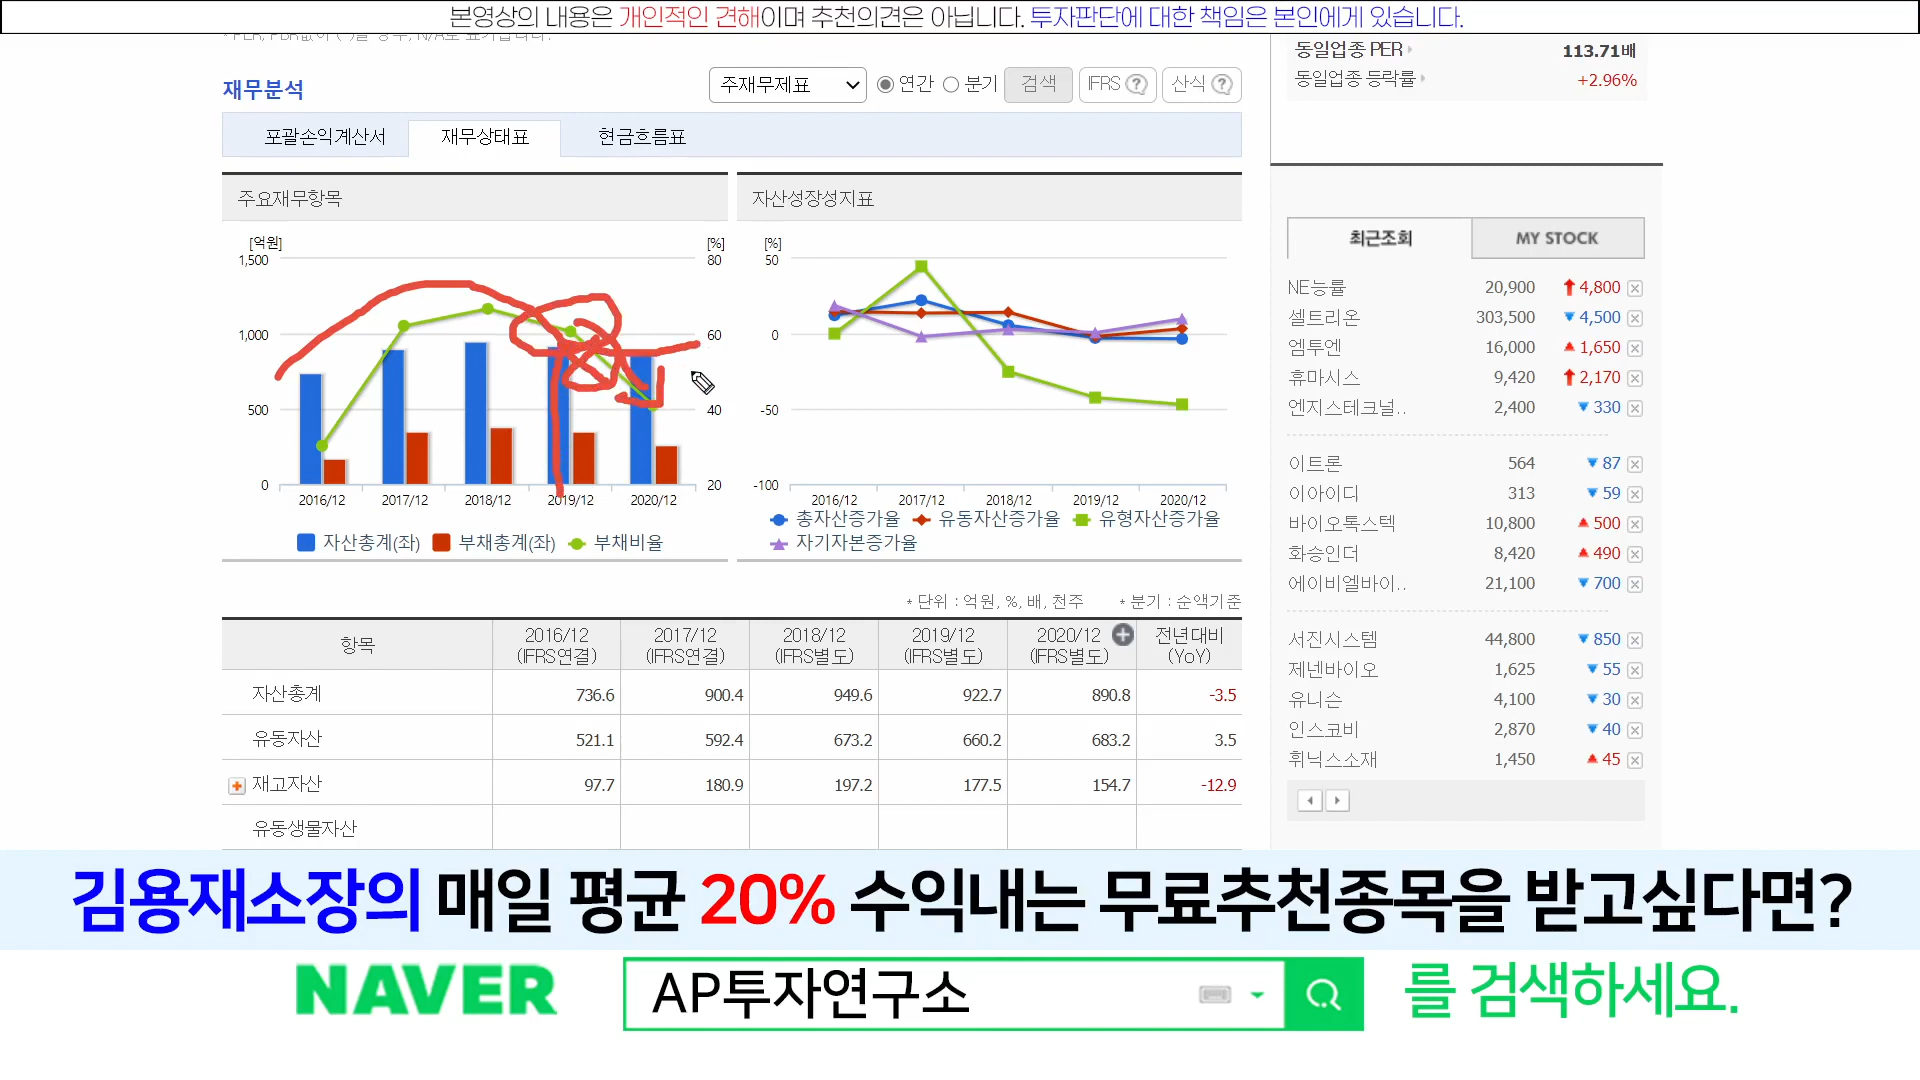 본영상의 내용은 개인적인 견해이며 추천의견은 아닙니다. 투자판단에 대한 책임은 본인에게 있습니다.
재무분석
주재무제표 연간 분기 검색 IFRS ? 산식 ?
포괄손익계산서 재무상태표 현금흐름표
주요재무항목
[억원] [%]
1,500 80
1,000 60
500 40
0 20
2016/12 2017/12 2018/12 2019/12 2020/12
자산총계(좌) 부채총계(좌) 부채비율
자산성장성지표
[%]
50
0
-50
-100
2016/12 2017/12 2018/12 2019/12 2020/12
총자산증가율 유동자산증가율 유형자산증가율
자기자본증가율
* 단위 : 억원, %, 배, 천주 * 분기 : 순액기준
항목 2016/12 (IFRS연결) 2017/12 (IFRS연결) 2018/12 (IFRS별도) 2019/12 (IFRS별도) 2020/12 (IFRS별도) 전년대비 (YoY)
자산총계 736.6 900.4 949.6 922.7 890.8 -3.5
유동자산 521.1 592.4 673.2 660.2 683.2 3.5
재고자산 97.7 180.9 197.2 177.5 154.7 -12.9
유동생물자산
동일업종 PER 113.71배
동일업종 등락률 +2.96%
최근조회 MY STOCK
NE능률 20,900 4,800
셀트리온 303,500 4,500
엠투엔 16,000 1,650
휴마시스 9,420 2,170
엔지스테크널.. 2,400 330
이트론 564 87
이아이디 313 59
바이오톡스텍 10,800 500
화승인더 8,420 490
에이비엘바이.. 21,100 700
서진시스템 44,800 850
제넨바이오 1,625 55
유니슨 4,100 30
인스코비 2,870 40
휘닉스소재 1,450 45
김용재소장의 매일 평균 20% 수익내는 무료추천종목을 받고싶다면?
NAVER AP투자연구소 를 검색하세요.